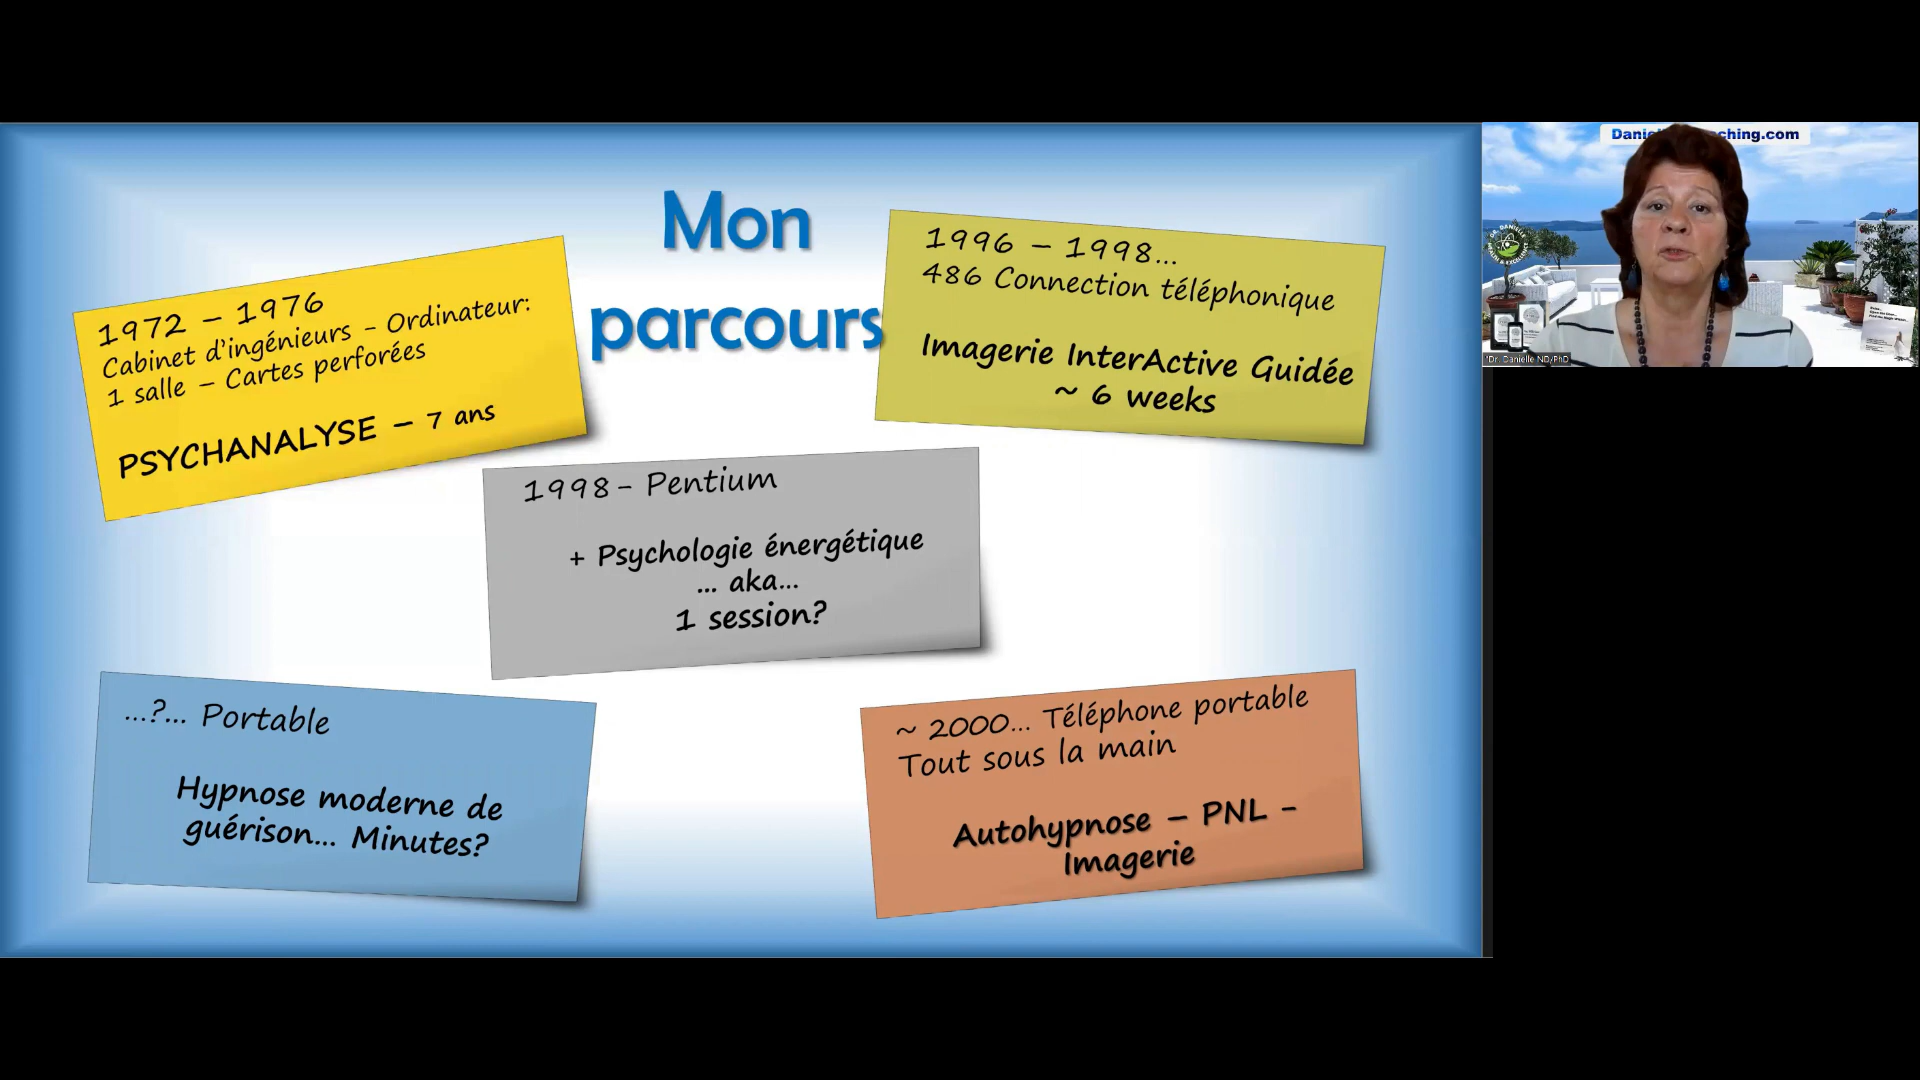 Mon
parcours
1972 – 1976
Cabinet d’ingénieurs - Ordinateur:
1 salle – Cartes perforées
PSYCHANALYSE – 7 ans
1996 – 1998...
486 Connection téléphonique
Imagerie InterActive Guidée
~ 6 weeks
1998- Pentium
+ Psychologie énergétique
... aka...
1 session?
...?... Portable
Hypnose moderne de
guérison... Minutes?
~ 2000... Téléphone portable
Tout sous la main
Autohypnose – PNL -
Imagerie
ching.com
Dr. Danielle ND/PhD